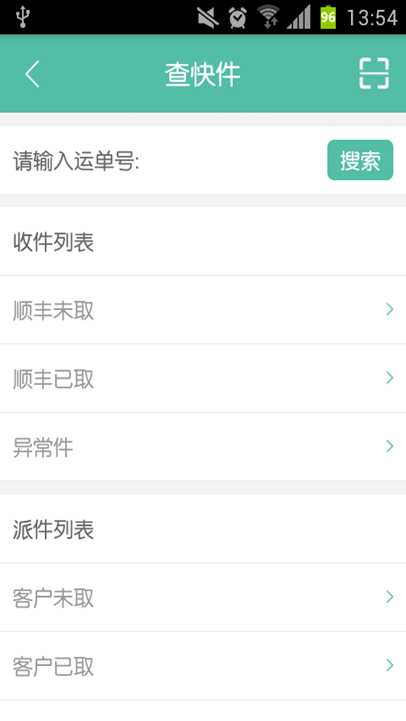 96 13:54
查快件
请输入运单号: 搜索
收件列表
顺丰未取
顺丰已取
异常件
派件列表
客户未取
客户已取